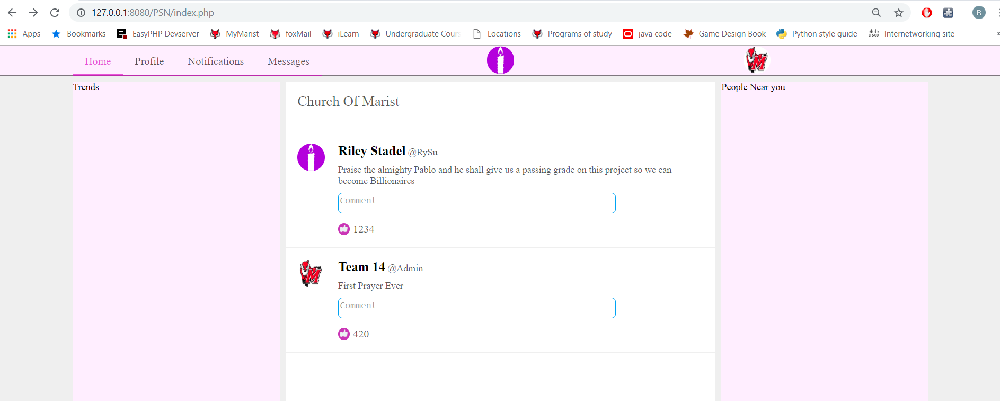 127.0.0.1:8080/PSN/index.php
R
Apps Bookmarks EasyPHP Devserver MyMarist foxMail iLearn Undergraduate Cours Locations Programs of study java code Game Design Book Python style guide Internetworking site »
Home Profile Notifications Messages
M
Trends
Church Of Marist
People Near you
Riley Stadel @RySu
Praise the almighty Pablo and he shall give us a passing grade on this project so we can
become Billionaires
Comment
1234
M
Team 14 @Admin
First Prayer Ever
Comment
420